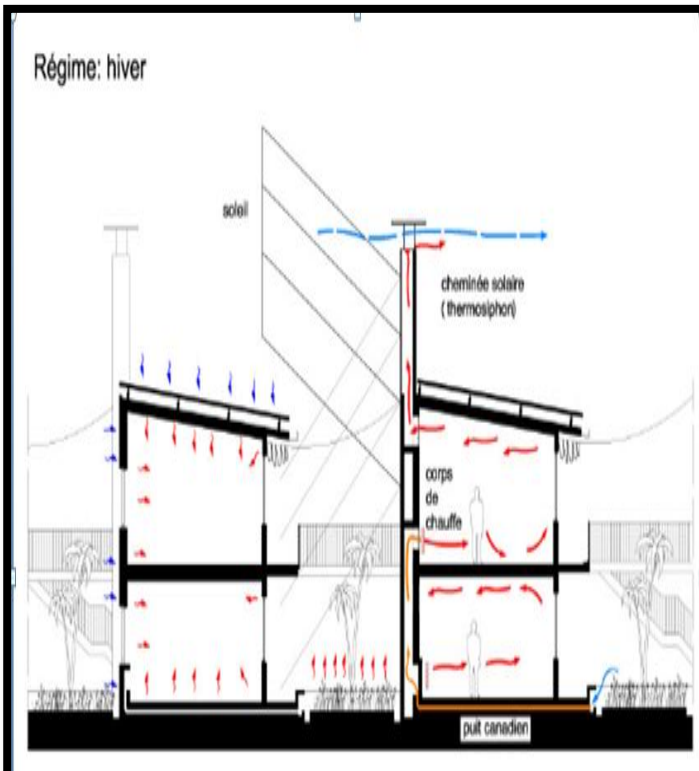 Régime: hiver
soleil
cheminée solaire
( thermosiphon)
corps
de
chauffe
puit canadien